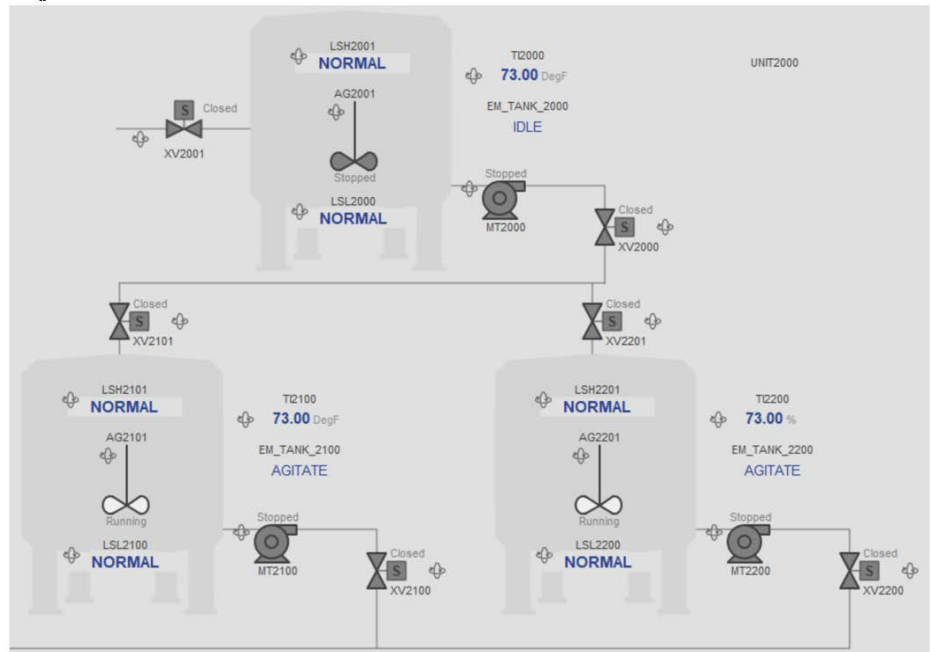 LSH2001
NORMAL
TI2000
73.00 DegF
UNIT2000
AG2001
EM_TANK_2000
IDLE
S Closed
XV2001
Stopped
LSL2000
NORMAL
Stopped
MT2000
Closed
S
XV2000
Closed
S
XV2101
Closed
S
XV2201
LSH2101
NORMAL
TI2100
73.00 DegF
AG2101
EM_TANK_2100
AGITATE
Running
LSL2100
NORMAL
Stopped
MT2100
Closed
S
XV2100
LSH2201
NORMAL
TI2200
73.00 %
AG2201
EM_TANK_2200
AGITATE
Running
LSL2200
NORMAL
Stopped
MT2200
Closed
S
XV2200